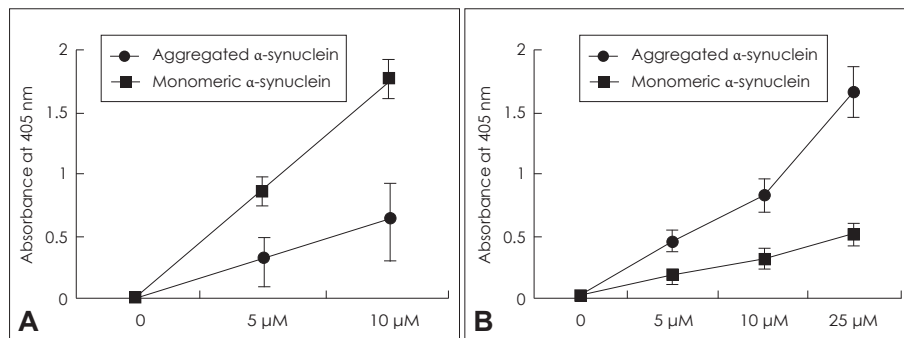 2
Aggregated α-synuclein
Monomeric α-synuclein
1.5
1
0.5
0
Absorbance at 405 nm
0 5 µM 10 µM
A
2
Aggregated α-synuclein
Monomeric α-synuclein
1.5
1
0.5
0
Absorbance at 405 nm
0 5 µM 10 µM 25 µM
B